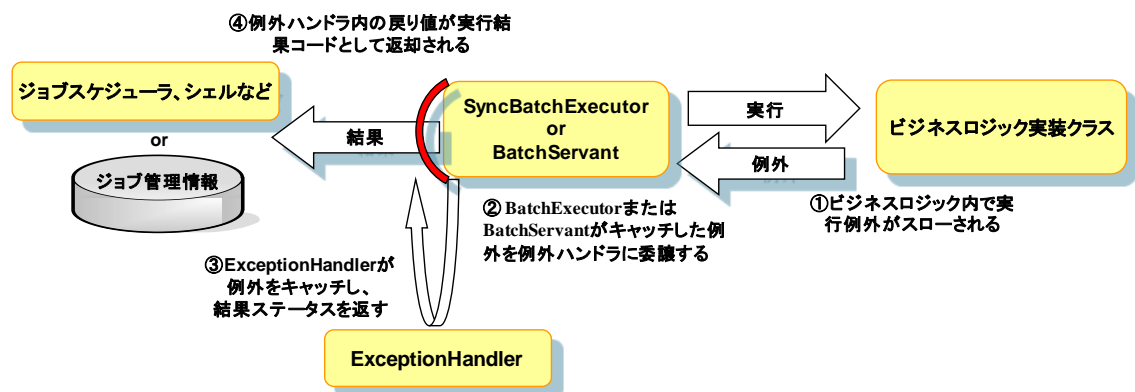 ④例外ハンドラ内の戻り値が実行結
果コードとして返却される
ジョブスケジューラ、シェルなど
or
ジョブ管理情報
結果
SyncBatchExecutor
or
BatchServant
実行
例外
ビジネスロジック実装クラス
①ビジネスロジック内で実
行例外がスローされる
② BatchExecutorまたは
BatchServantがキャッチした例
外を例外ハンドラに委譲する
③ExceptionHandlerが
例外をキャッチし、
結果ステータスを返す
ExceptionHandler